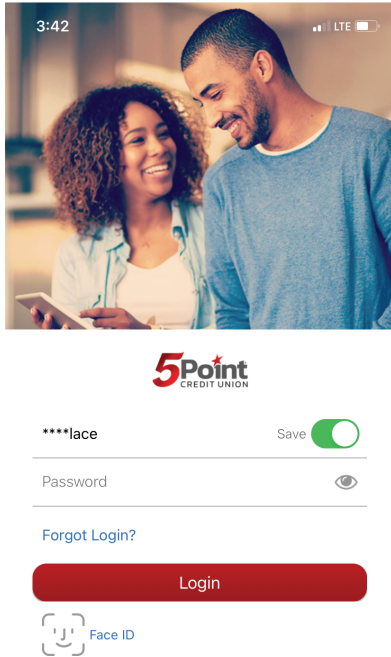 3:42 LTE
5Point
CREDIT UNION
****lace Save
Password
Forgot Login?
Login
Face ID